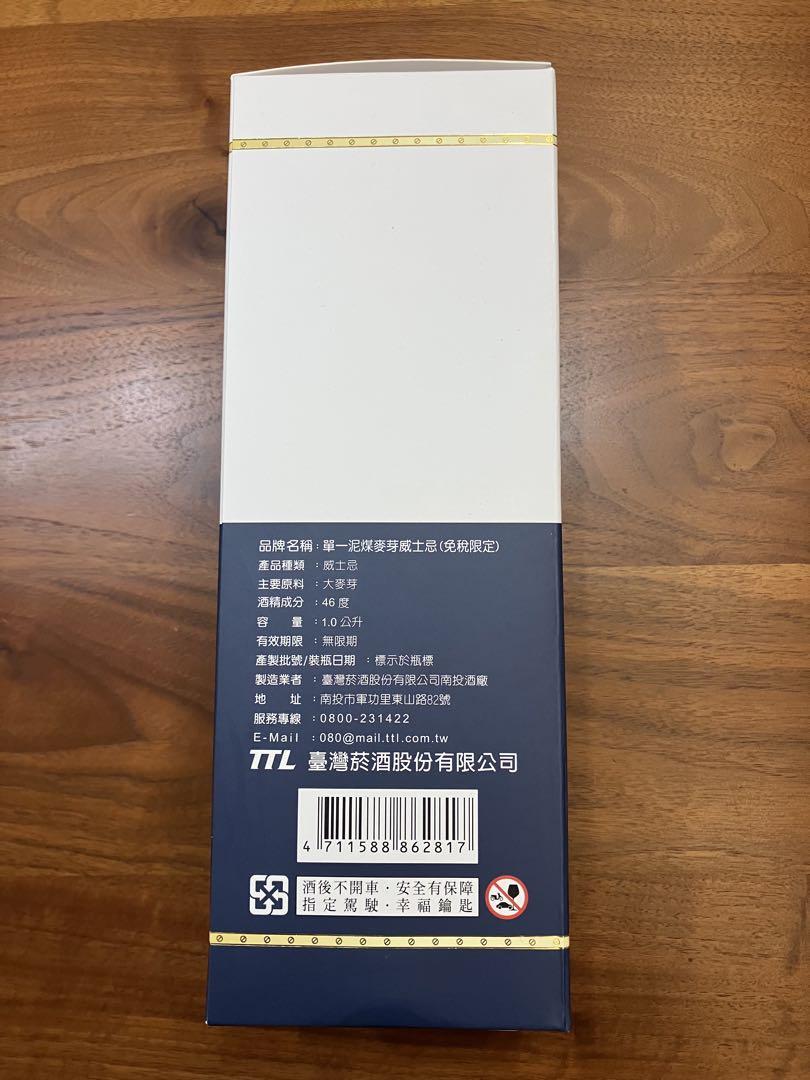 品牌名稱：單一泥煤麥芽威士忌(免稅限定)
產品種類 ：威士忌
主要原料 ：大麥芽
酒精成分 ：46 度
容 量 ：1.0 公升
有效期限 ：無限期
產製批號/裝瓶日期 ：標示於瓶標
製造業者 ：臺灣菸酒股份有限公司南投酒廠
地 址 ：南投市軍功里東山路82號
服務專線 ：0800-231422
E-Mail ：080@mail.ttl.com.tw
TTL 臺灣菸酒股份有限公司
4 711588 862817
酒後不開車・安全有保障
指定駕駛・幸福鑰匙